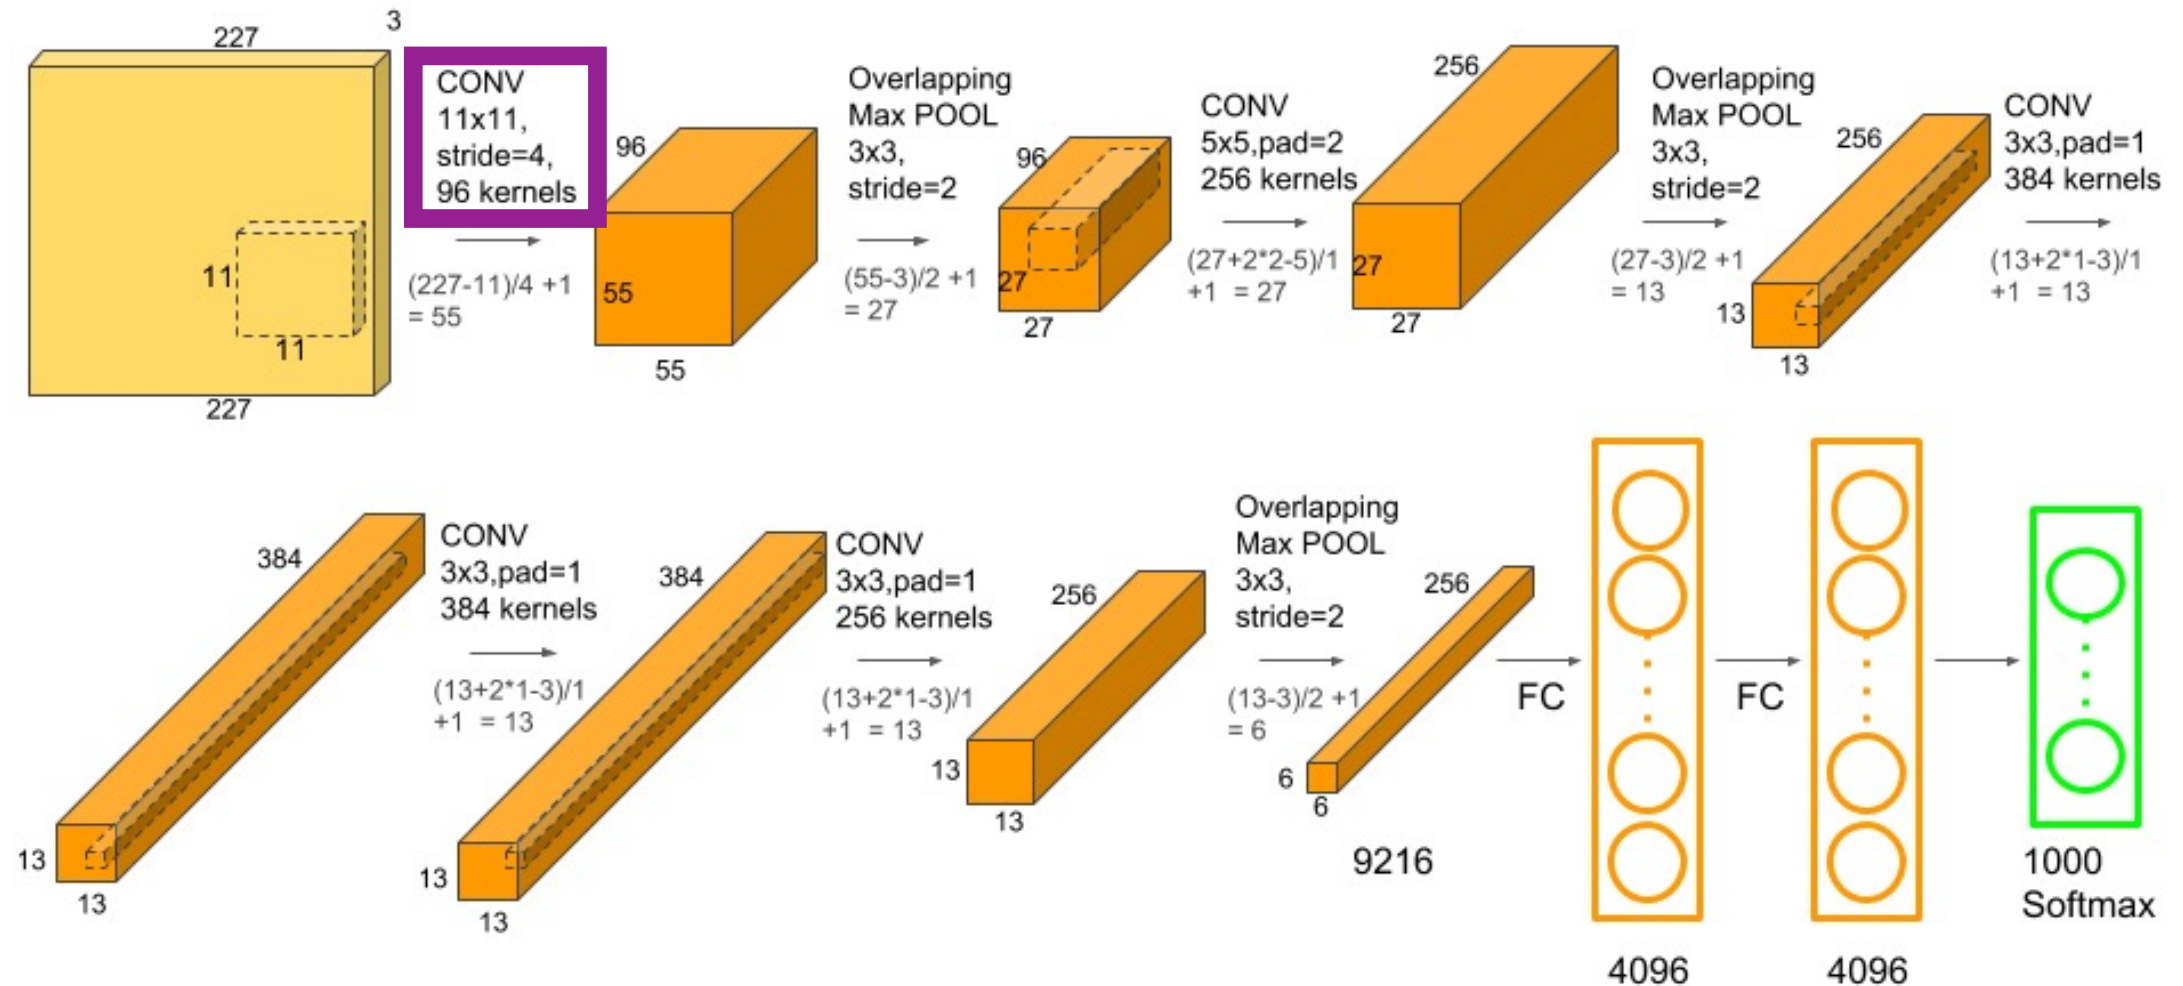 227
3
11
11
227
CONV
11x11,
stride=4,
96 kernels
(227-11)/4 +1
= 55
96
55
55
Overlapping
Max POOL
3x3,
stride=2
(55-3)/2 +1
= 27
96
27
27
CONV
5x5,pad=2
256 kernels
(27+2*2-5)/1
+1 = 27
256
27
27
Overlapping
Max POOL
3x3,
stride=2
(27-3)/2 +1
= 13
256
13
13
CONV
3x3,pad=1
384 kernels
(13+2*1-3)/1
+1 = 13
384
13
13
CONV
3x3,pad=1
384 kernels
(13+2*1-3)/1
+1 = 13
384
13
13
CONV
3x3,pad=1
256 kernels
(13+2*1-3)/1
+1 = 13
256
13
13
Overlapping
Max POOL
3x3,
stride=2
(13-3)/2 +1
= 6
256
6
6
9216
FC
4096
FC
4096
1000
Softmax